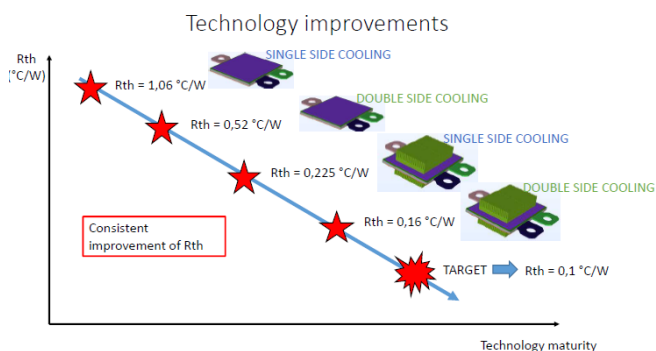 Technology improvements
Rth
(°C/W)
SINGLE SIDE COOLING
Rth = 1,06 °C/W
DOUBLE SIDE COOLING
Rth = 0,52 °C/W
SINGLE SIDE COOLING
Rth = 0,225 °C/W
DOUBLE SIDE COOLING
Rth = 0,16 °C/W
Consistent
improvement of Rth
TARGET Rth = 0,1 °C/W
Technology maturity